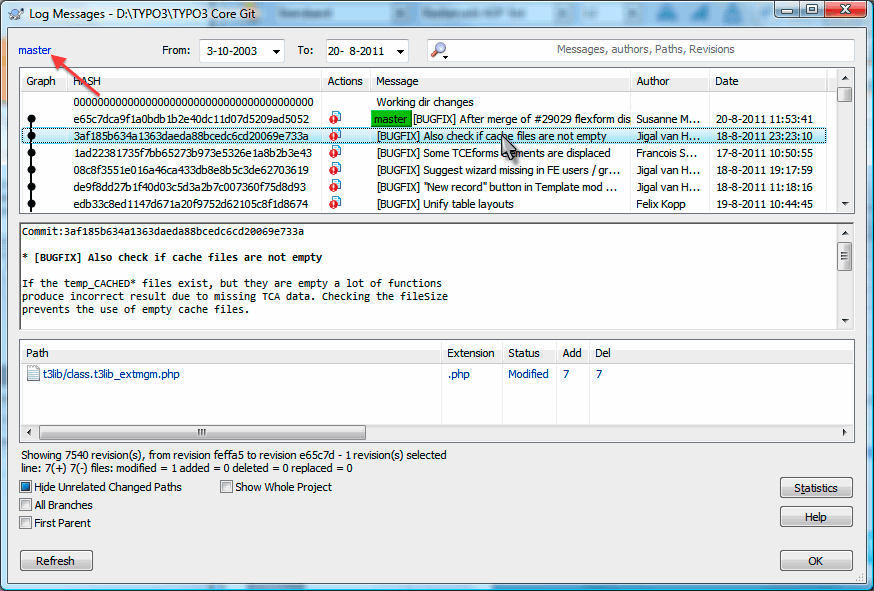 Log Messages - D:\TYPO3\TYPO3 Core Git
master From: 3-10-2003 To: 20- 8-2011 Messages, authors, Paths, Revisions
Graph HASH Actions Message Author Date
0000000000000000000000000000000000000000 Working dir changes
e65c7dca9f1a0bdb1b2e40dc11d07d5209ad5052 master [BUGFIX] After merge of #29029 flexform dis Susanne M... 20-8-2011 11:53:41
3af185b634a1363daeda88bcedc6cd20069e733a [BUGFIX] Also check if cache files are not empty Jigal van H... 18-8-2011 23:23:10
1ad22381735f7bb65273b973e5326e1a8b2b3e43 [BUGFIX] Some TCEforms elements are displaced Francois S... 17-8-2011 10:50:55
08c8f3551e016a46ca433db8e8b5c3de62703619 [BUGFIX] Suggest wizard missing in FE users / gr... Jigal van H... 18-8-2011 19:17:59
de9f8dd27b1f40d03c5d3a2b7c007360f75d8d93 [BUGFIX] "New record" button in Template mod ... Jigal van H... 18-8-2011 11:18:16
edb33c8ed1147d671a20f9752d62105c8f1d8674 [BUGFIX] Unify table layouts Felix Kopp 19-8-2011 10:44:45
Commit:3af185b634a1363daeda88bcedc6cd20069e733a
* [BUGFIX] Also check if cache files are not empty
If the temp_CACHED* files exist, but they are empty a lot of functions
produce incorrect result due to missing TCA data. Checking the fileSize
prevents the use of empty cache files.
Path Extension Status Add Del
t3lib/class.t3lib_extmgm.php .php Modified 7 7
Showing 7540 revision(s), from revision feffa5 to revision e65c7d - 1 revision(s) selected
line: 7(+) 7(-) files: modified = 1 added = 0 deleted = 0 replaced = 0
Hide Unrelated Changed Paths Show Whole Project Statistics
All Branches
First Parent Help
Refresh OK